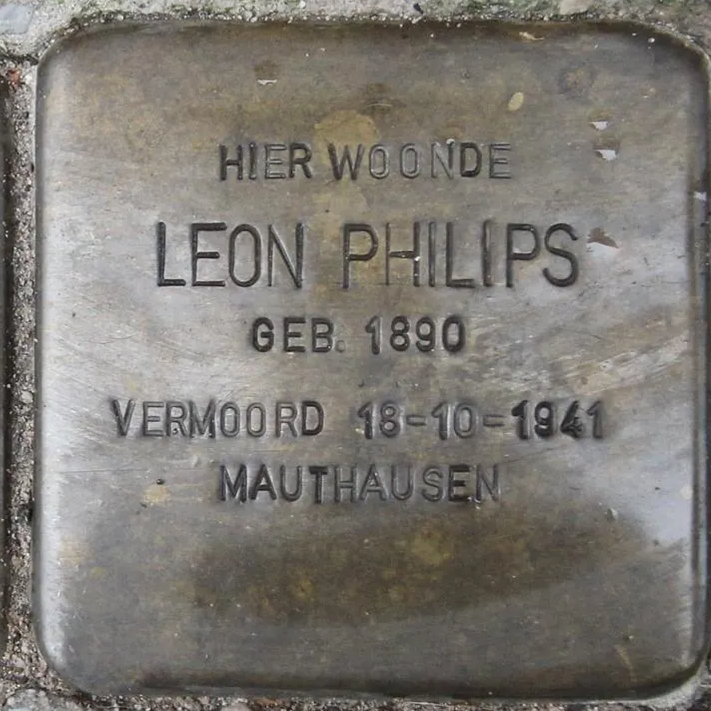 HIER WOONDE
LEON PHILIPS
GEB. 1890
VERMOORD 18-10-1941
MAUTHAUSEN